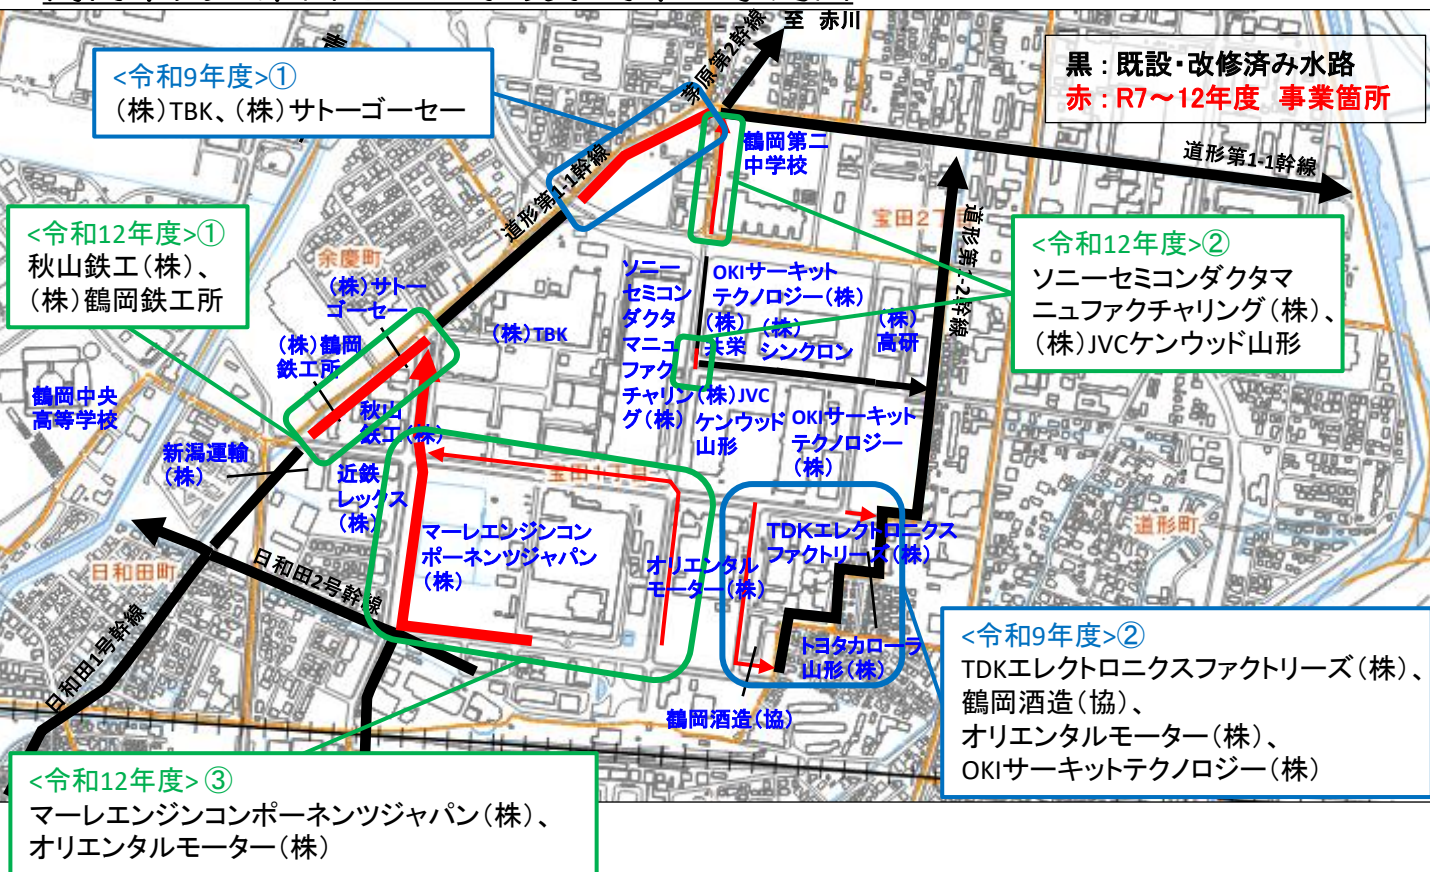 至 赤川
茅原第2幹線
黒：既設・改修済み水路
赤：R7～12年度 事業箇所
<令和9年度>①
(株)TBK、(株)サトーゴーセー
鶴岡第二
中学校
道形第1-1幹線
道形第1-1幹線
宝田2丁目
道形第1-2幹線
<令和12年度>①
秋山鉄工(株)、
(株)鶴岡鉄工所
余慶町
(株)サトー
ゴーセー
(株)TBK
(株)鶴岡
鉄工所
秋山
鉄工(株)
ソニー
セミコン
ダクタ
マニュ
ファク
チャリン
グ(株)
OKIサーキット
テクノロジー(株)
(株)
共栄
(株)
シンクロン
(株)
高研
<令和12年度>②
ソニーセミコンダクタマ
ニュファクチャリング(株)、
(株)JVCケンウッド山形
(株)JVC
ケンウッド
山形
OKIサーキット
テクノロジー
(株)
鶴岡中央
高等学校
新潟運輸
(株)
近鉄
レックス
(株)
宝田1丁目
マーレエンジンコン
ポーネンツジャパン
(株)
オリエンタル
モーター(株)
TDKエレクトロニクス
ファクトリーズ(株)
道形町
日和田町
日和田2号幹線
日和田1号幹線
トヨタカローラ
山形(株)
鶴岡酒造(協)
<令和9年度>②
TDKエレクトロニクスファクトリーズ(株)、
鶴岡酒造(協)、
オリエンタルモーター(株)、
OKIサーキットテクノロジー(株)
<令和12年度>③
マーレエンジンコンポーネンツジャパン(株)、
オリエンタルモーター(株)